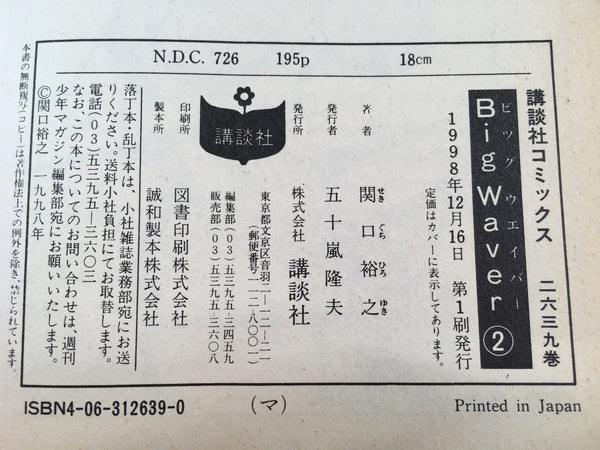 N.D.C. 726 195p 18cm
講談社コミックス 二六三九巻
ビッグ ウエイバー
Big Waver ②
1998年12月16日 第1刷発行
定価はカバーに表示してあります。
せき ぐち ひろ ゆき
著者 関口裕之
発行者 五十嵐隆夫
発行所 株式会社 講談社
東京都文京区音羽二—一二—二一
(郵便番号一一二—八〇〇一)
編集部(〇三)五三九五—三四五九
販売部(〇三)五三九五—三六〇八
講談社
印刷所 図書印刷株式会社
製本所 誠和製本株式会社
落丁本・乱丁本は、小社雑誌業務部宛にお送
りください。送料小社負担にてお取替します。
電話(〇三)五三九五—三六〇三
なお、この本についてのお問い合わせは、週刊
少年マガジン編集部宛にお願いいたします。
©関口裕之 一九九八年
本書の無断複写(コピー)は著作権法上での例外を除き、禁じられています。
ISBN4-06-312639-0 (マ) Printed in Japan